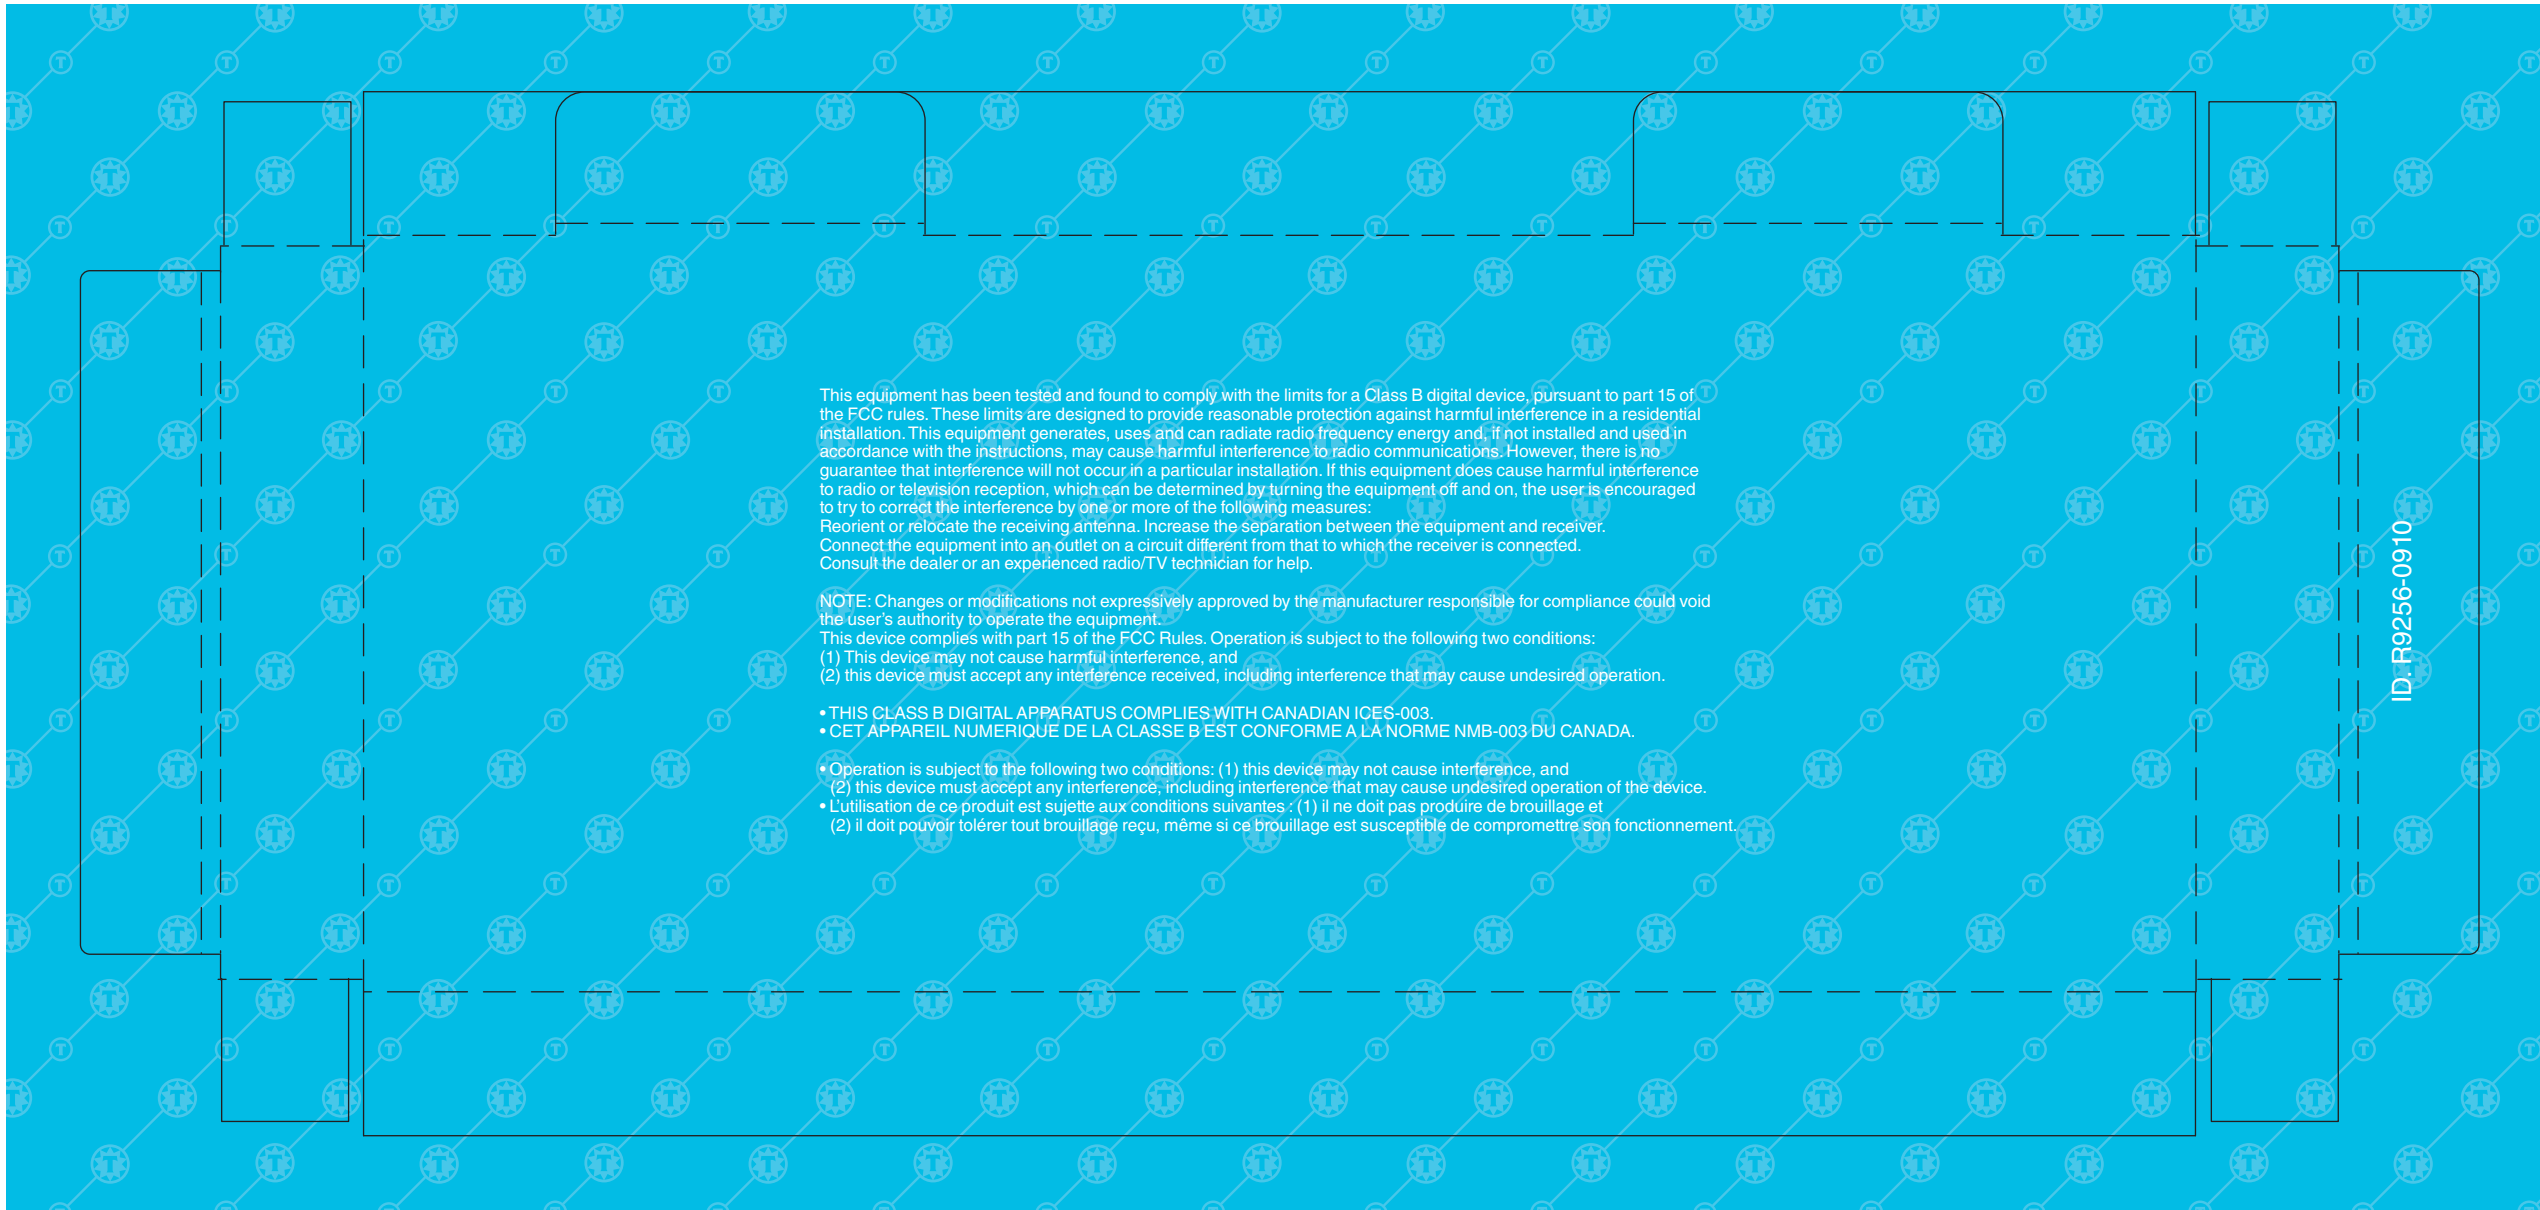 This equipment has been tested and found to comply with the limits for a Class B digital device, pursuant to part 15 of
the FCC rules. These limits are designed to provide reasonable protection against harmful interference in a residential
installation. This equipment generates, uses and can radiate radio frequency energy and, if not installed and used in
accordance with the instructions, may cause harmful interference to radio communications. However, there is no
guarantee that interference will not occur in a particular installation. If this equipment does cause harmful interference
to radio or television reception, which can be determined by turning the equipment off and on, the user is encouraged
to try to correct the interference by one or more of the following measures:
Reorient or relocate the receiving antenna. Increase the separation between the equipment and receiver.
Connect the equipment into an outlet on a circuit different from that to which the receiver is connected.
Consult the dealer or an experienced radio/TV technician for help.
NOTE: Changes or modifications not expressively approved by the manufacturer responsible for compliance could void
the user's authority to operate the equipment.
This device complies with part 15 of the FCC Rules. Operation is subject to the following two conditions:
(1) This device may not cause harmful interference, and
(2) this device must accept any interference received, including interference that may cause undesired operation.
• THIS CLASS B DIGITAL APPARATUS COMPLIES WITH CANADIAN ICES-003.
• CET APPAREIL NUMERIQUE DE LA CLASSE B EST CONFORME A LA NORME NMB-003 DU CANADA.
• Operation is subject to the following two conditions: (1) this device may not cause interference, and
(2) this device must accept any interference, including interference that may cause undesired operation of the device.
• L'utilisation de ce produit est sujette aux conditions suivantes : (1) il ne doit pas produire de brouillage et
(2) il doit pouvoir tolérer tout brouillage reçu, même si ce brouillage est susceptible de compromettre son fonctionnement.
ID. R9256-0910